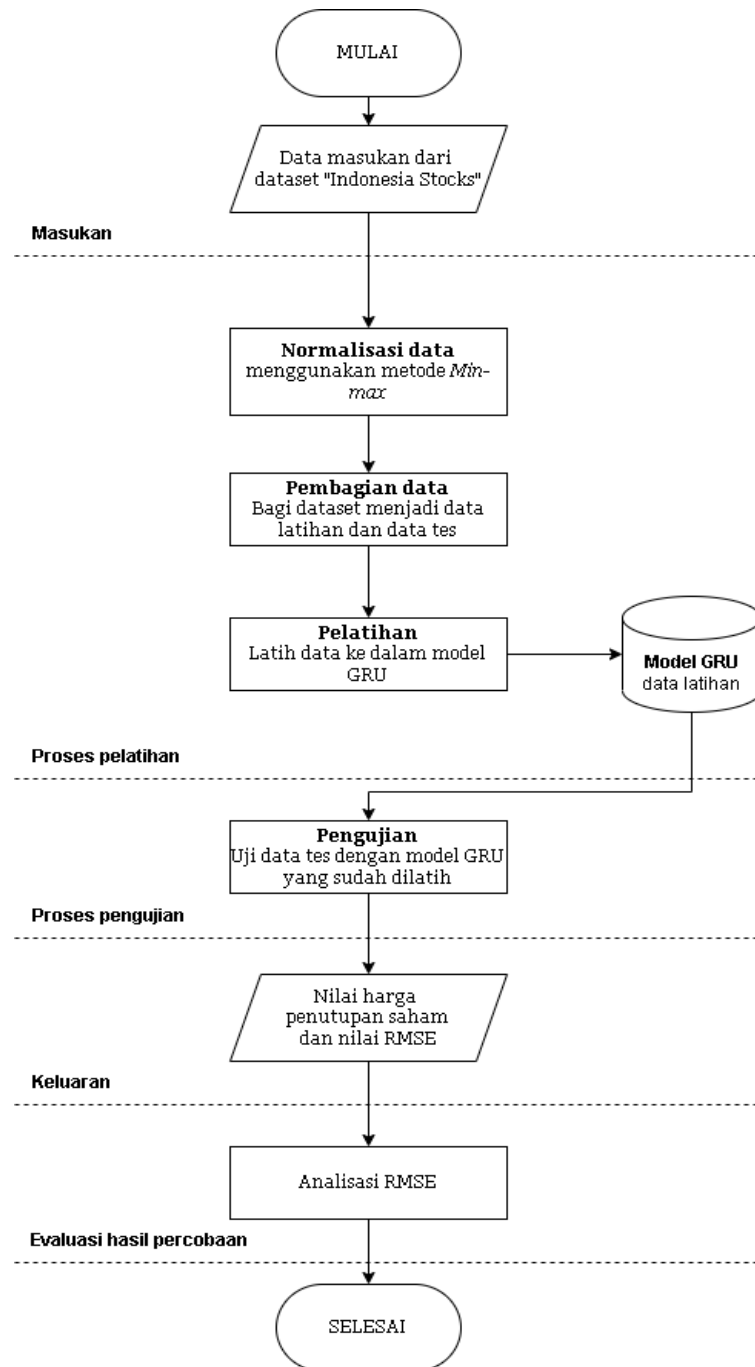 MULAI
Data masukan dari
dataset "Indonesia Stocks"
Masukan
Normalisasi data
menggunakan metode Min-
max
Pembagian data
Bagi dataset menjadi data
latihan dan data tes
Pelatihan
Latih data ke dalam model
GRU
Model GRU
data latihan
Proses pelatihan
Pengujian
Uji data tes dengan model GRU
yang sudah dilatih
Proses pengujian
Nilai harga
penutupan saham
dan nilai RMSE
Keluaran
Analisasi RMSE
Evaluasi hasil percobaan
SELESAI